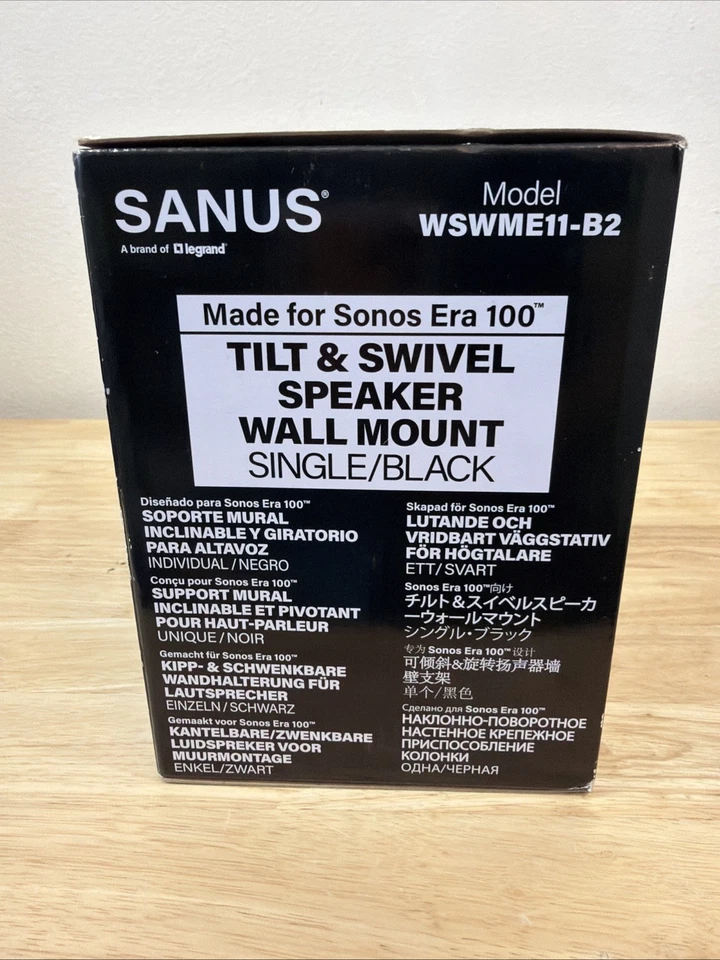 SANUS®
A brand of legrand®
Model
WSWME11-B2
Made for Sonos Era 100™
TILT & SWIVEL
SPEAKER
WALL MOUNT
SINGLE/BLACK
Diseñado para Sonos Era 100™
SOPORTE MURAL
INCLINABLE Y GIRATORIO
PARA ALTAVOZ
INDIVIDUAL/NEGRO
Conçu pour Sonos Era 100™
SUPPORT MURAL
INCLINABLE ET PIVOTANT
POUR HAUT-PARLEUR
UNIQUE/NOIR
Gemacht für Sonos Era 100™
KIPP- & SCHWENKBARE
WANDHALTERUNG FÜR
LAUTSPRECHER
EINZELN/SCHWARZ
Gemaakt voor Sonos Era 100™
KANTELBARE/ZWENKBARE
LUIDSPREKER VOOR
MUURMONTAGE
ENKEL/ZWART
Skapad för Sonos Era 100™
LUTANDE OCH
VRIDBART VÄGGSTATIV
FÖR HÖGTALARE
ETT/SVART
Sonos Era 100™向け
チルト&スイベルスピーカ
ーウォールマウント
シングル・ブラック
专为 Sonos Era 100™ 设计
可倾斜&旋转扬声器墙
壁支架
单个/黑色
Сделано для Sonos Era 100™
НАКЛОННО-ПОВОРОТНОЕ
НАСТЕННОЕ КРЕПЕЖНОЕ
ПРИСПОСОБЛЕНИЕ
КОЛОНКИ
ОДНА/ЧЕРНАЯ